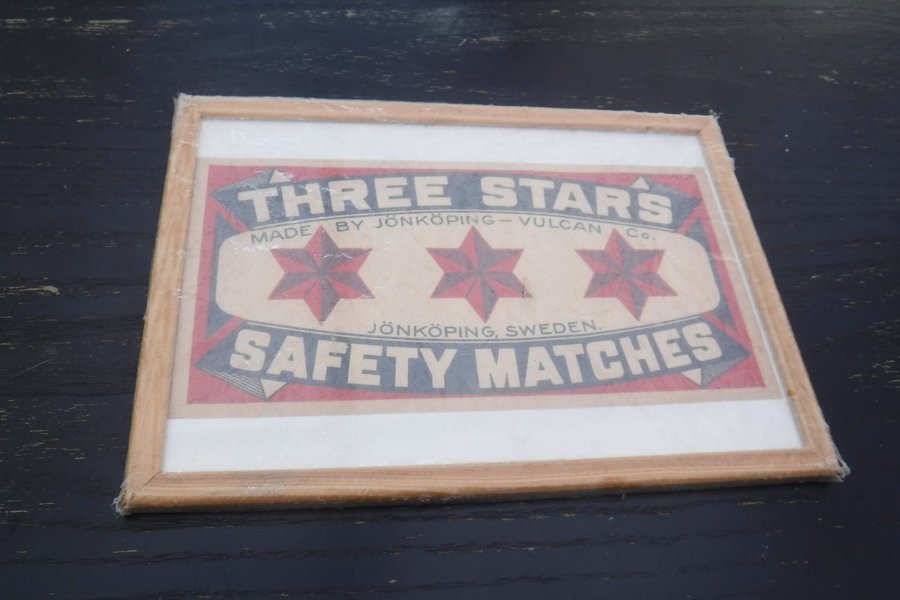 THREE STARS
MADE BY JÖNKÖPING-VULCAN Co.
JÖNKÖPING, SWEDEN.
SAFETY MATCHES